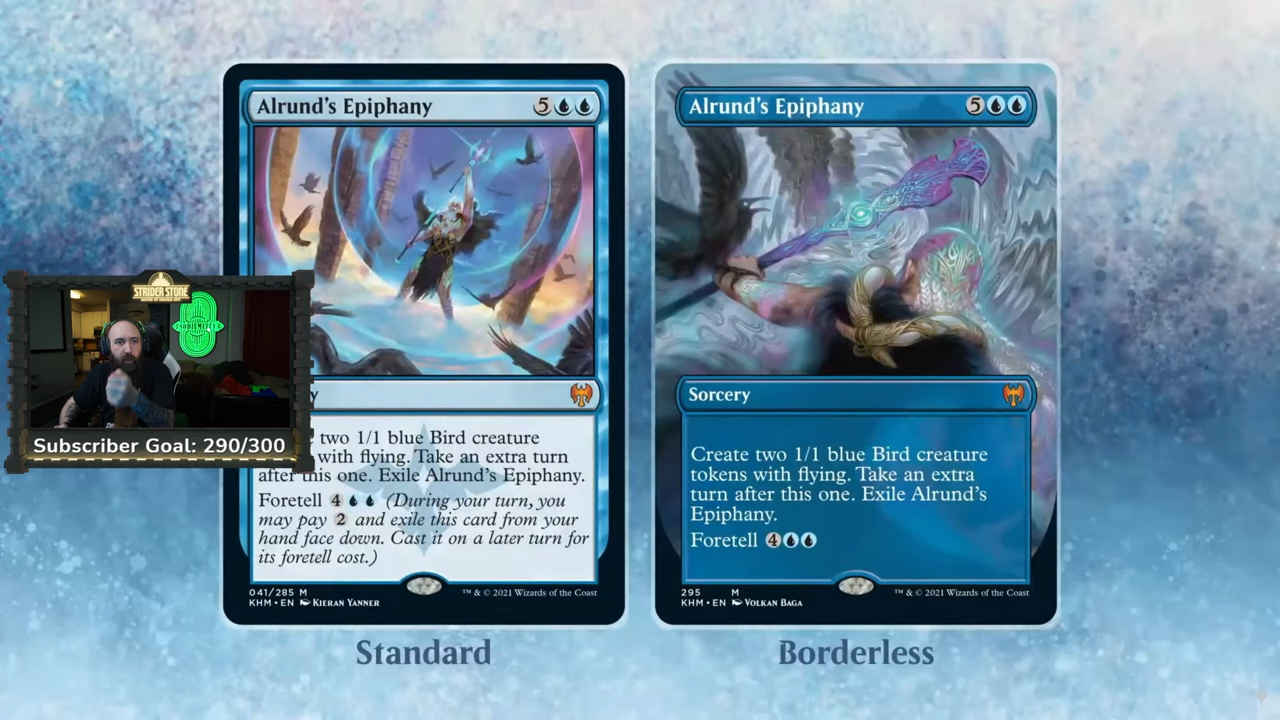 Alrund's Epiphany 5
Alrund's Epiphany 5
STRIDER STONE
Subscriber Goal: 290/300
y
Sorcery
two 1/1 blue Bird creature
with flying. Take an extra turn
after this one. Exile Alrund's Epiphany.
Foretell 4 (During your turn, you
may pay 2 and exile this card from your
hand face down. Cast it on a later turn for
its foretell cost.)
Create two 1/1 blue Bird creature
tokens with flying. Take an extra
turn after this one. Exile Alrund's
Epiphany.
Foretell 4
041/285 M
KHM • EN KIERAN YANNER
™ & © 2021 Wizards of the Coast
295 M
KHM • EN VOLKAN BAGA
™ & © 2021 Wizards of the Coast
Standard
Borderless